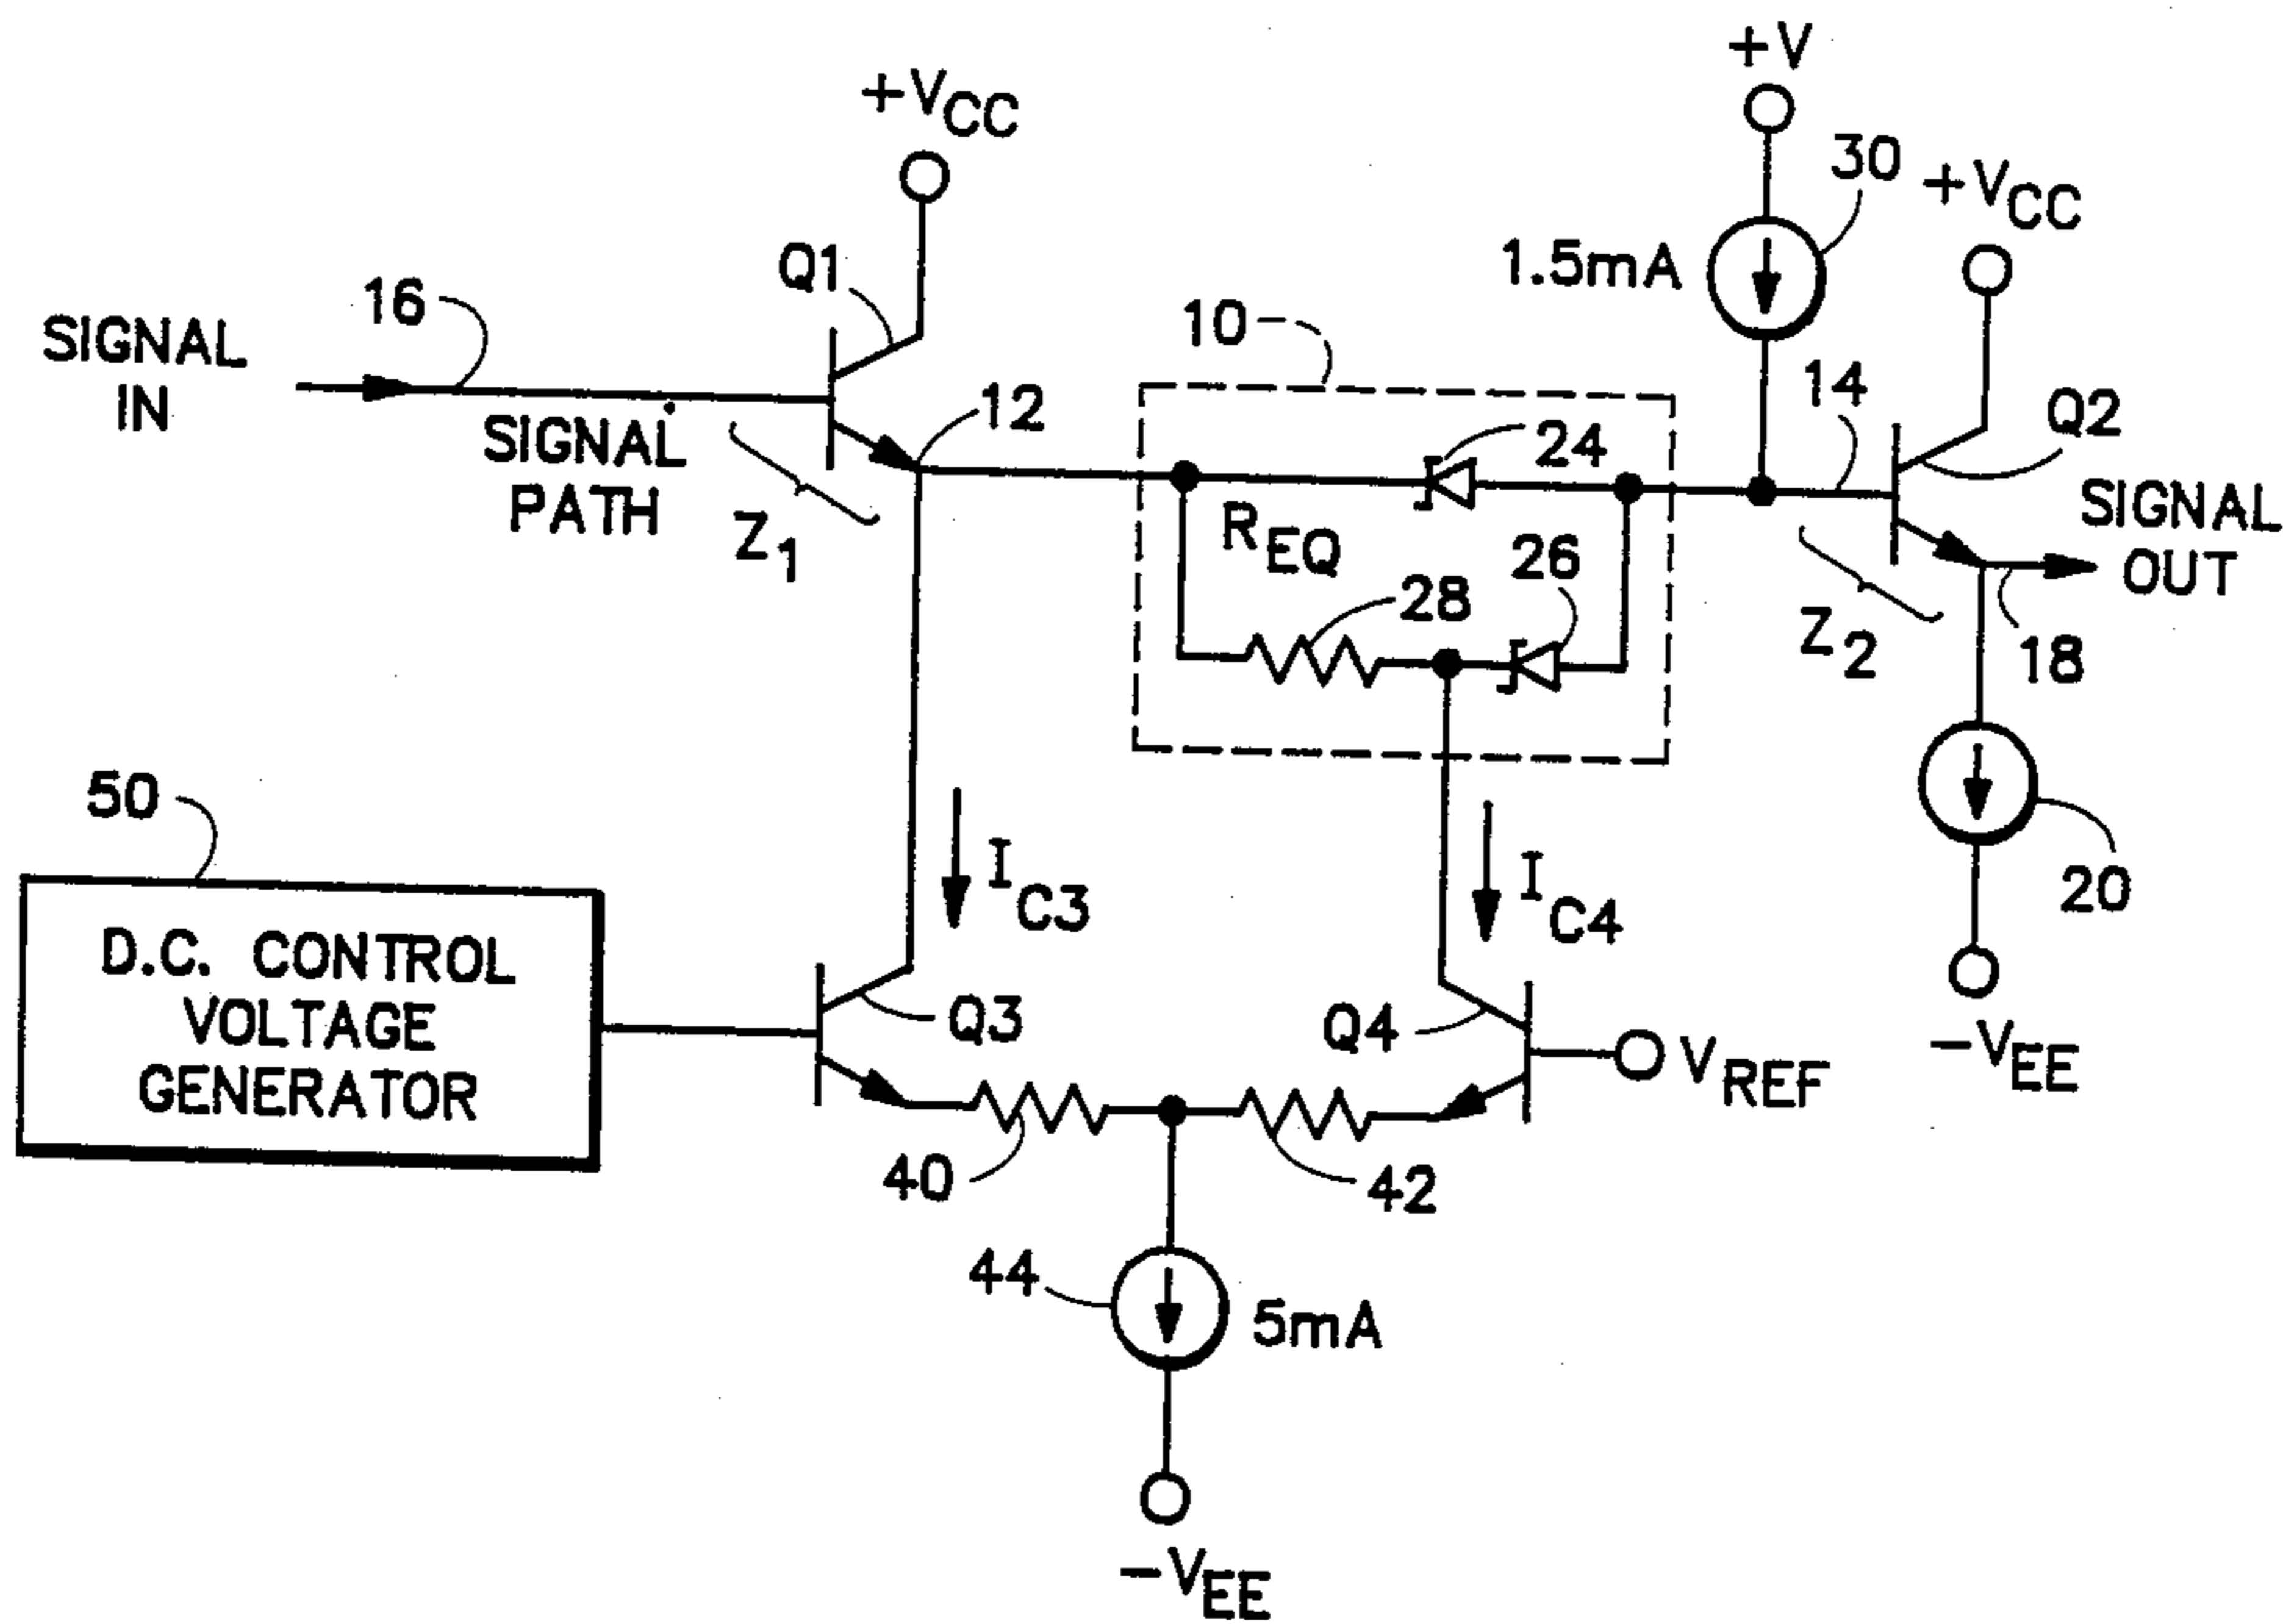 +V
+VCC
30
+VCC
Q1
1.5mA
16
10
SIGNAL
IN
14
12
Q2
SIGNAL
PATH
24
SIGNAL
OUT
Z1
REQ
26
28
Z2
18
50
IC3
IC4
20
D.C. CONTROL
VOLTAGE
GENERATOR
Q3
Q4
VREF
-VEE
40
42
44
5mA
-VEE